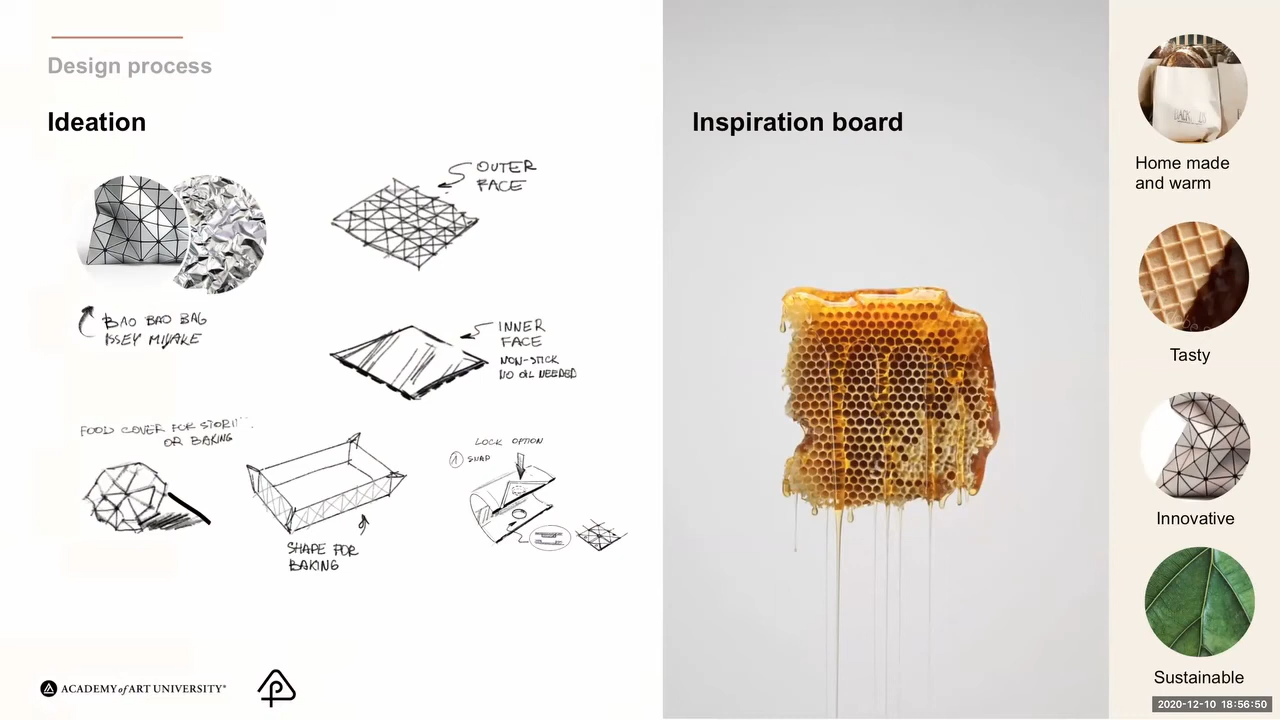 Design process
Ideation
OUTER
FACE
BAO BAO BAG
ISSEY MIYAKE
INNER
FACE
NON-STICK
NO OIL NEEDED
FOOD COVER FOR
OR BAKING
LOCK OPTION
1 SNAP
SHAPE FOR
BAKING
ACADEMY of ART UNIVERSITY®
Inspiration board
Home made
and warm
Tasty
Innovative
Sustainable
2020-12-10 18:56:50